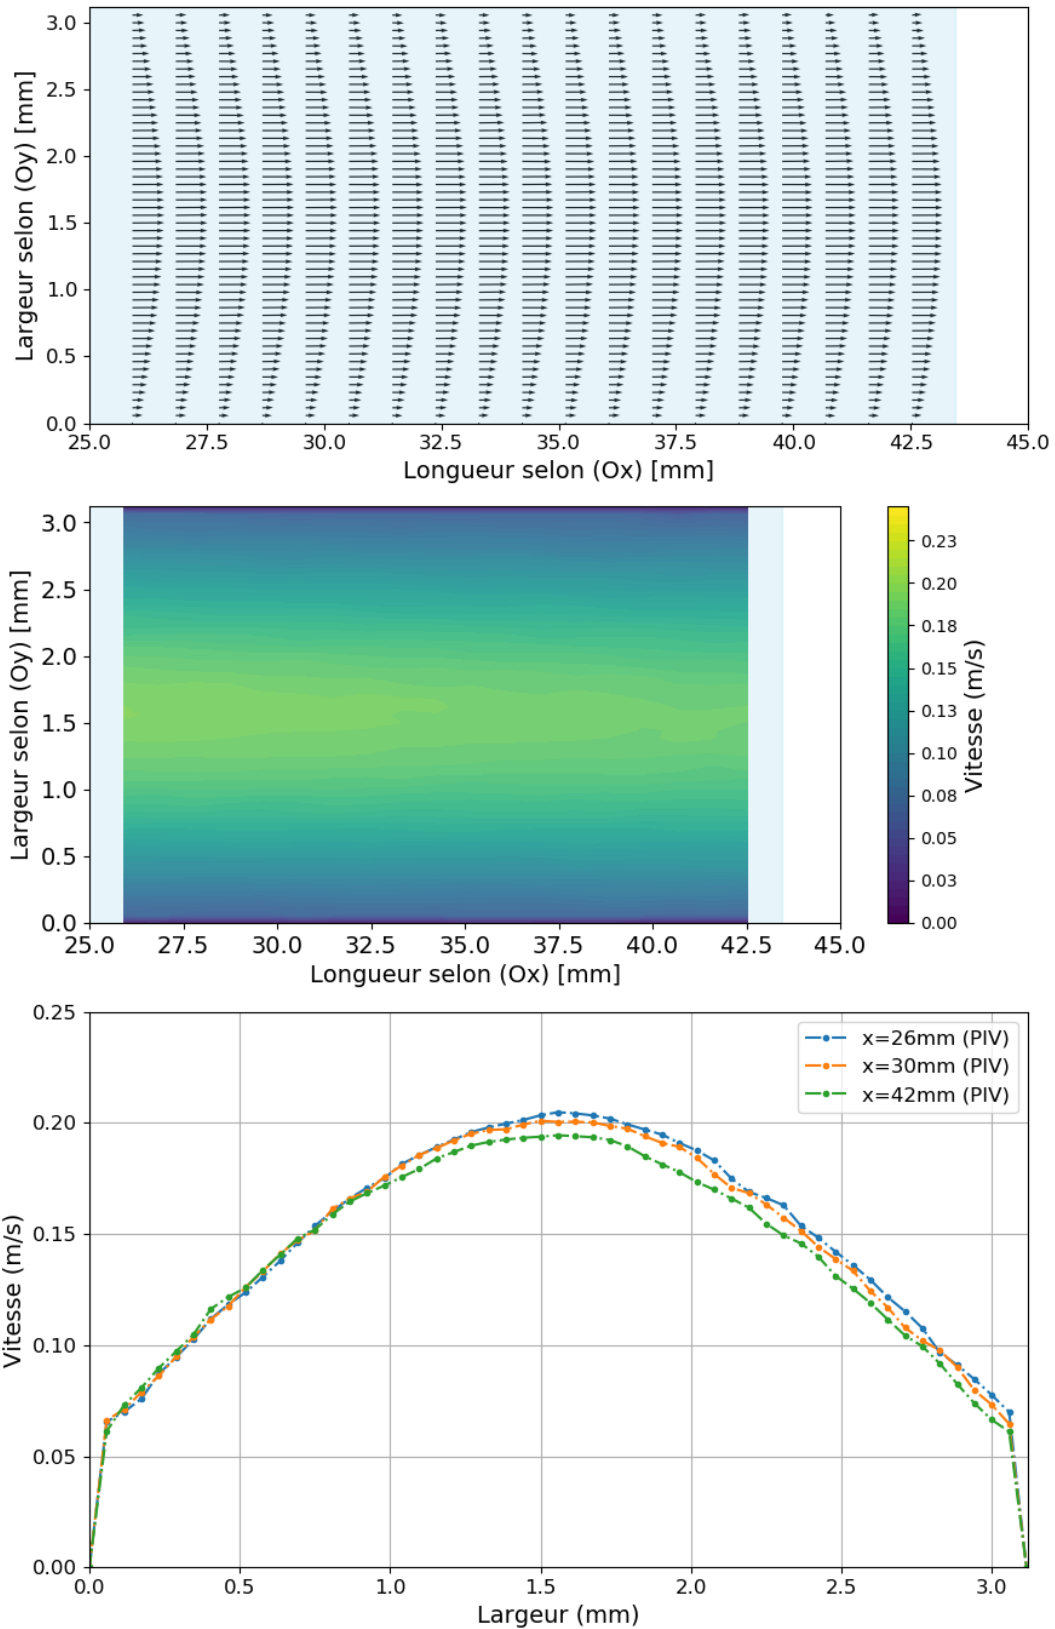 3.0
2.5
2.0
1.5
1.0
0.5
0.0
Largeur selon (Oy) [mm]
25.0 27.5 30.0 32.5 35.0 37.5 40.0 42.5 45.0
Longueur selon (Ox) [mm]
3.0
2.5
2.0
1.5
1.0
0.5
0.0
Largeur selon (Oy) [mm]
25.0 27.5 30.0 32.5 35.0 37.5 40.0 42.5 45.0
Longueur selon (Ox) [mm]
0.23
0.20
0.18
0.15
0.13
0.10
0.08
0.05
0.03
0.00
Vitesse (m/s)
0.25
0.20
0.15
0.10
0.05
0.00
Vitesse (m/s)
x=26mm (PIV)
x=30mm (PIV)
x=42mm (PIV)
0.0 0.5 1.0 1.5 2.0 2.5 3.0
Largeur (mm)